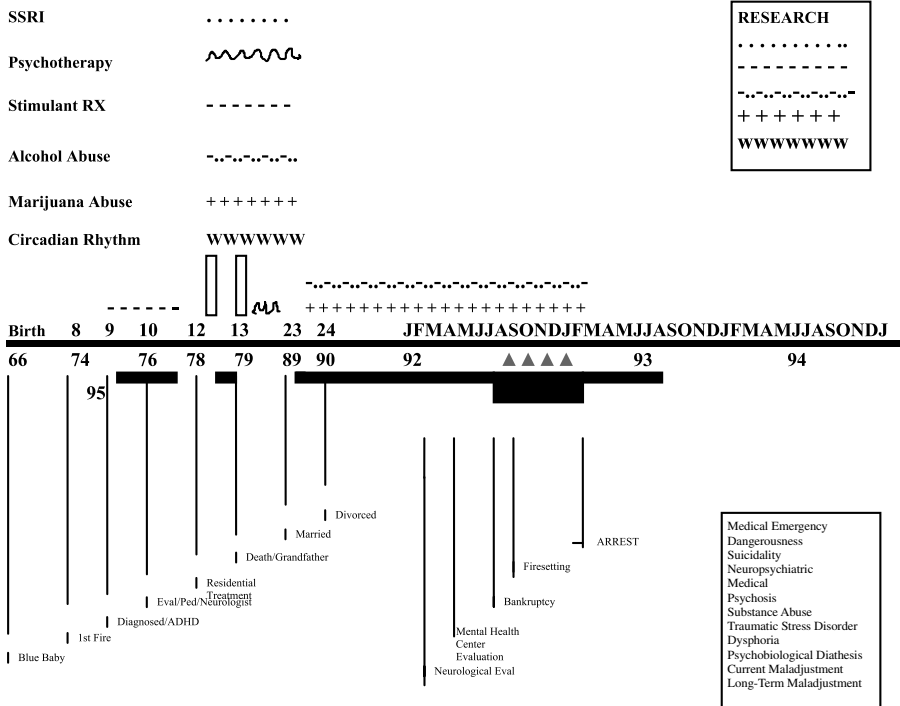 SSRI
Psychotherapy
Stimulant RX
Alcohol Abuse
Marijuana Abuse
+ + + + + + +
Circadian Rhythm
WWWWWW
RESEARCH
+ + + + + +
WWWWWWW
+++++++++++++++++++++
Birth 8 9 10 12 13 23 24 JFMAMJJASONDJFMAMJJASONDJFMAMJJASONDJ
66 74 76 78 79 89 90 92 93 94
95
Divorced
Married
ARREST
Death/Grandfather
Firesetting
Residential
Treatment
Eval/Ped/Neurologist
Bankruptcy
Diagnosed/ADHD
1st Fire
Mental Health
Center
Evaluation
Blue Baby
Neurological Eval
Medical Emergency
Dangerousness
Suicidality
Neuropsychiatric
Medical
Psychosis
Substance Abuse
Traumatic Stress Disorder
Dysphoria
Psychobiological Diathesis
Current Maladjustment
Long-Term Maladjustment